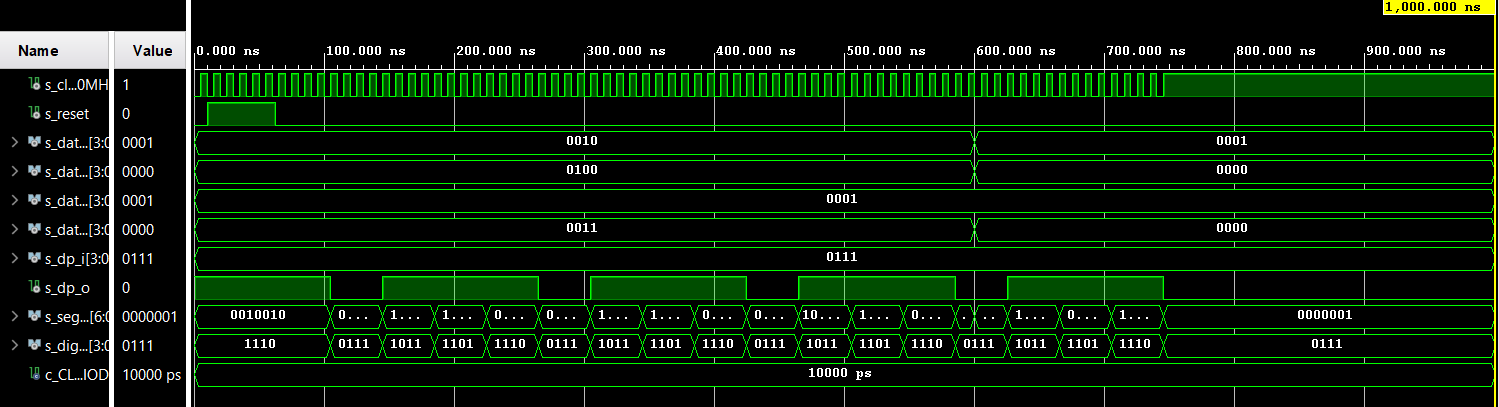 1,000.000 ns
Name Value 0.000 ns 100.000 ns 200.000 ns 300.000 ns 400.000 ns 500.000 ns 600.000 ns 700.000 ns 800.000 ns 900.000 ns
s_cl...0MH 1
s_reset 0
s_dat...[3:0 0001 0010 0001
s_dat...[3:0 0000 0100 0000
s_dat...[3:0 0001 0001
s_dat...[3:0 0000 0011 0000
s_dp_i[3:0 0111 0111
s_dp_o 0
s_seg...[6:0 0000001 0010010 0... 1... 1... 0... 0... 1... 1... 0... 0... 10... 1... 0... . .. 1... 0... 1... 0000001
s_dig...[3:0 0111 1110 0111 1011 1101 1110 0111 1011 1101 1110 0111 1011 1101 1110 0111 1011 1101 1110 0111
c_CL...IOD 10000 ps 10000 ps